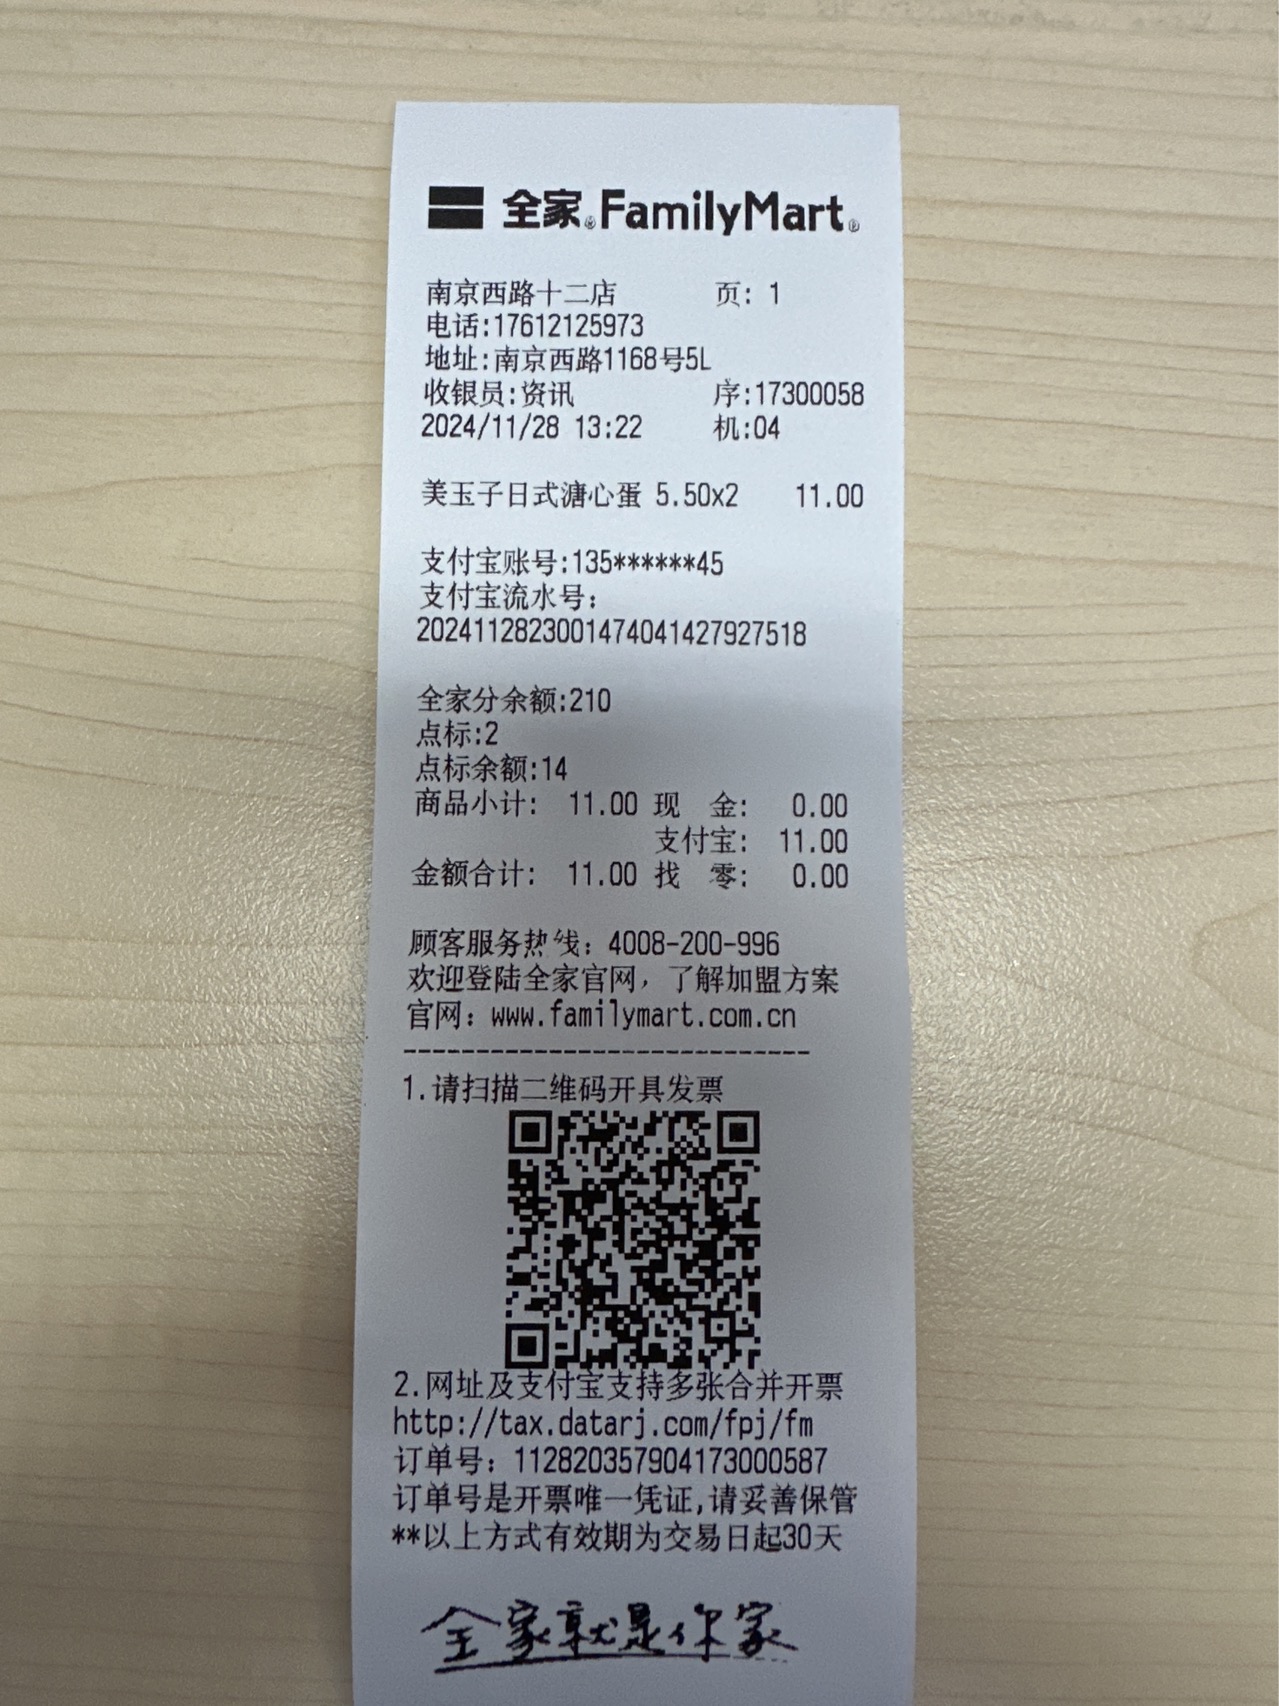 全家®FamilyMart®
南京西路十二店 页: 1
电话:17612125973
地址:南京西路1168号5L
收银员:资讯 序:17300058
2024/11/28 13:22 机:04
美玉子日式溏心蛋 5.50x2 11.00
支付宝账号:135******45
支付宝流水号:
2024112823001474041427927518
全家分余额:210
点标:2
点标余额:14
商品小计: 11.00 现 金: 0.00
支付宝: 11.00
金额合计: 11.00 找 零: 0.00
顾客服务热线: 4008-200-996
欢迎登陆全家官网, 了解加盟方案
官网: www.familymart.com.cn
----------------------------
1.请扫描二维码开具发票
2.网址及支付宝支持多张合并开票
http://tax.datarj.com/fpj/fm
订单号: 1128203579041730005​87
订单号是开票唯一凭证,请妥善保管
**以上方式有效期为交易日起30天
全家就是你家